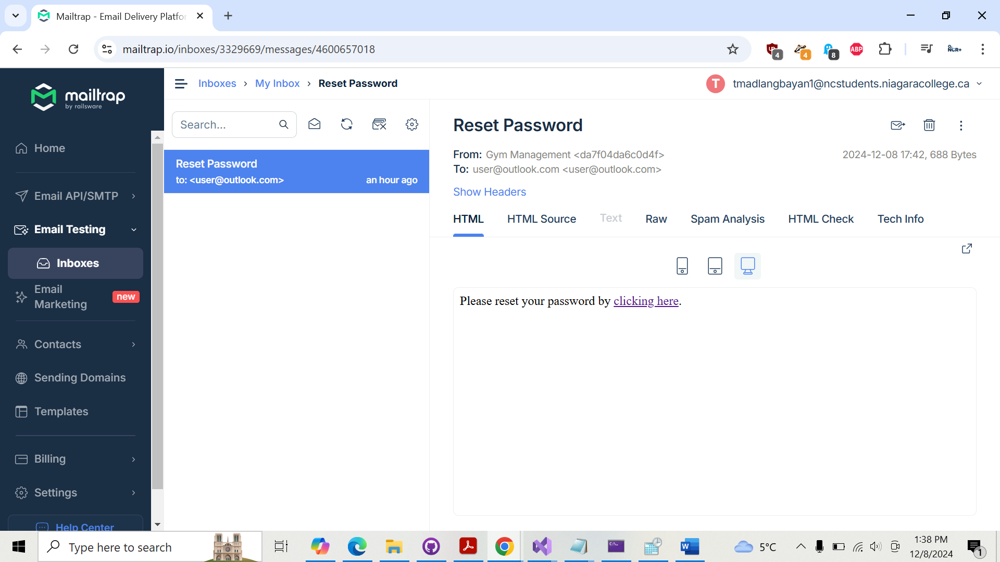 Mailtrap - Email Delivery Platfor
mailtrap.io/inboxes/3329669/messages/4600657018
4
4
8
ABP
NCR+
mailtrap
by railsware
Inboxes > My Inbox > Reset Password
T tmadlangbayan1@ncstudents.niagaracollege.ca
Home
Email API/SMTP
Email Testing
Inboxes
Email
Marketing
new
Contacts
Sending Domains
Templates
Billing
Settings
Help Center
Search...
Reset Password
to: <user@outlook.com> an hour ago
Reset Password
From: Gym Management <da7f04da6c0d4f> 2024-12-08 17:42, 688 Bytes
To: user@outlook.com <user@outlook.com>
Show Headers
HTML HTML Source Text Raw Spam Analysis HTML Check Tech Info
Please reset your password by clicking here.
Type here to search
5°C
1:38 PM
12/8/2024
1